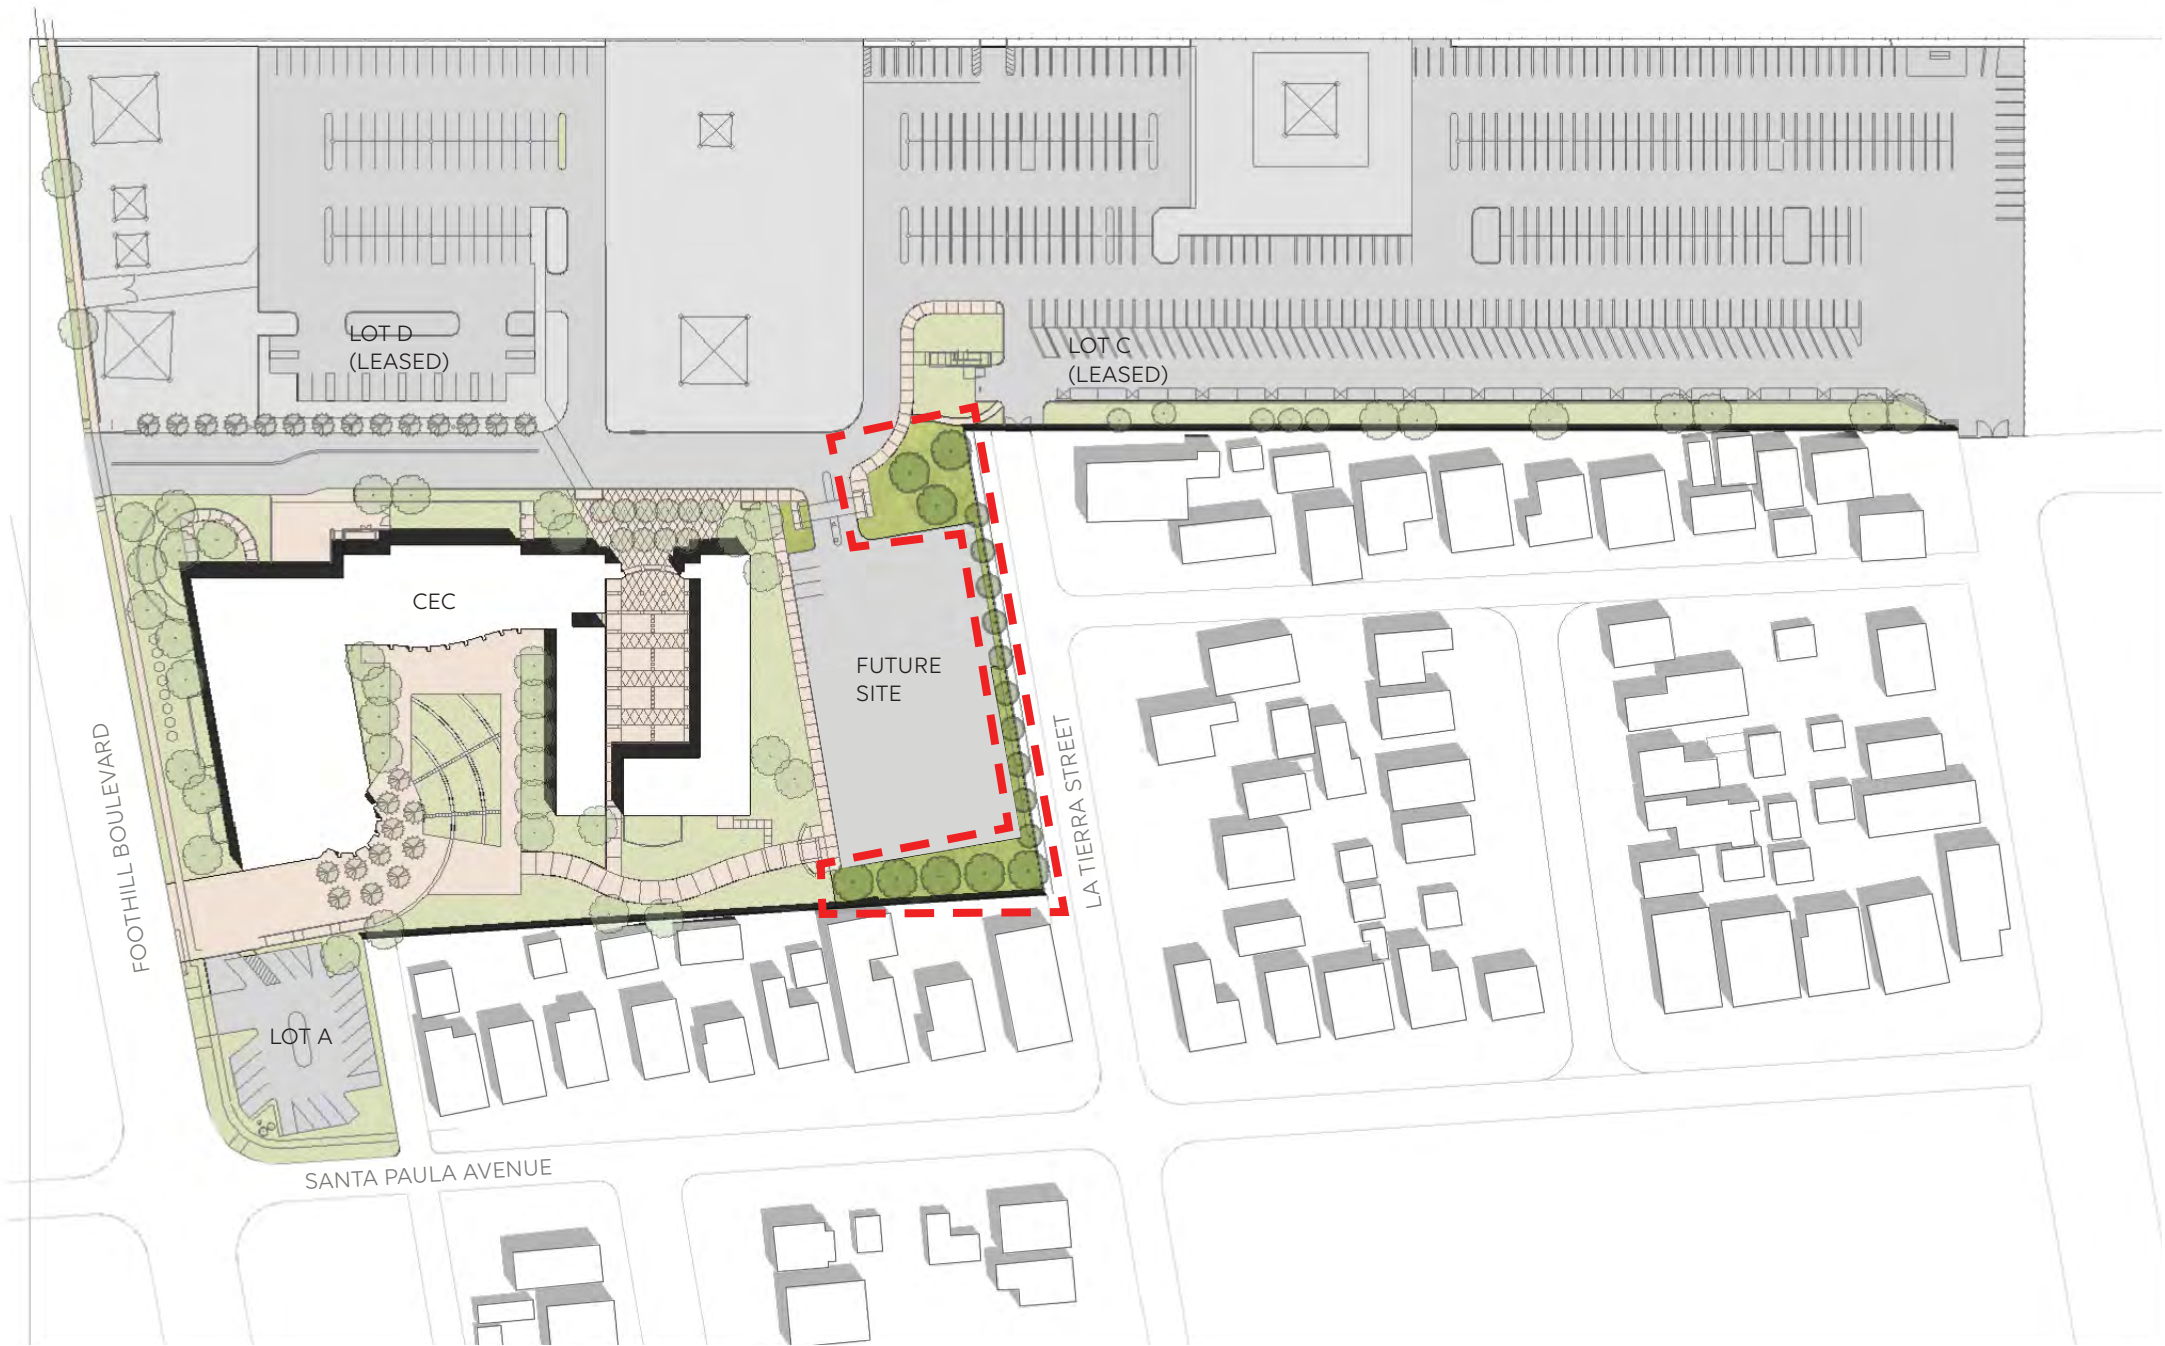 LOT D
(LEASED)
LOT C
(LEASED)
CEC
FUTURE
SITE
FOOTHILL BOULEVARD
LA TIERRA STREET
LOT A
SANTA PAULA AVENUE